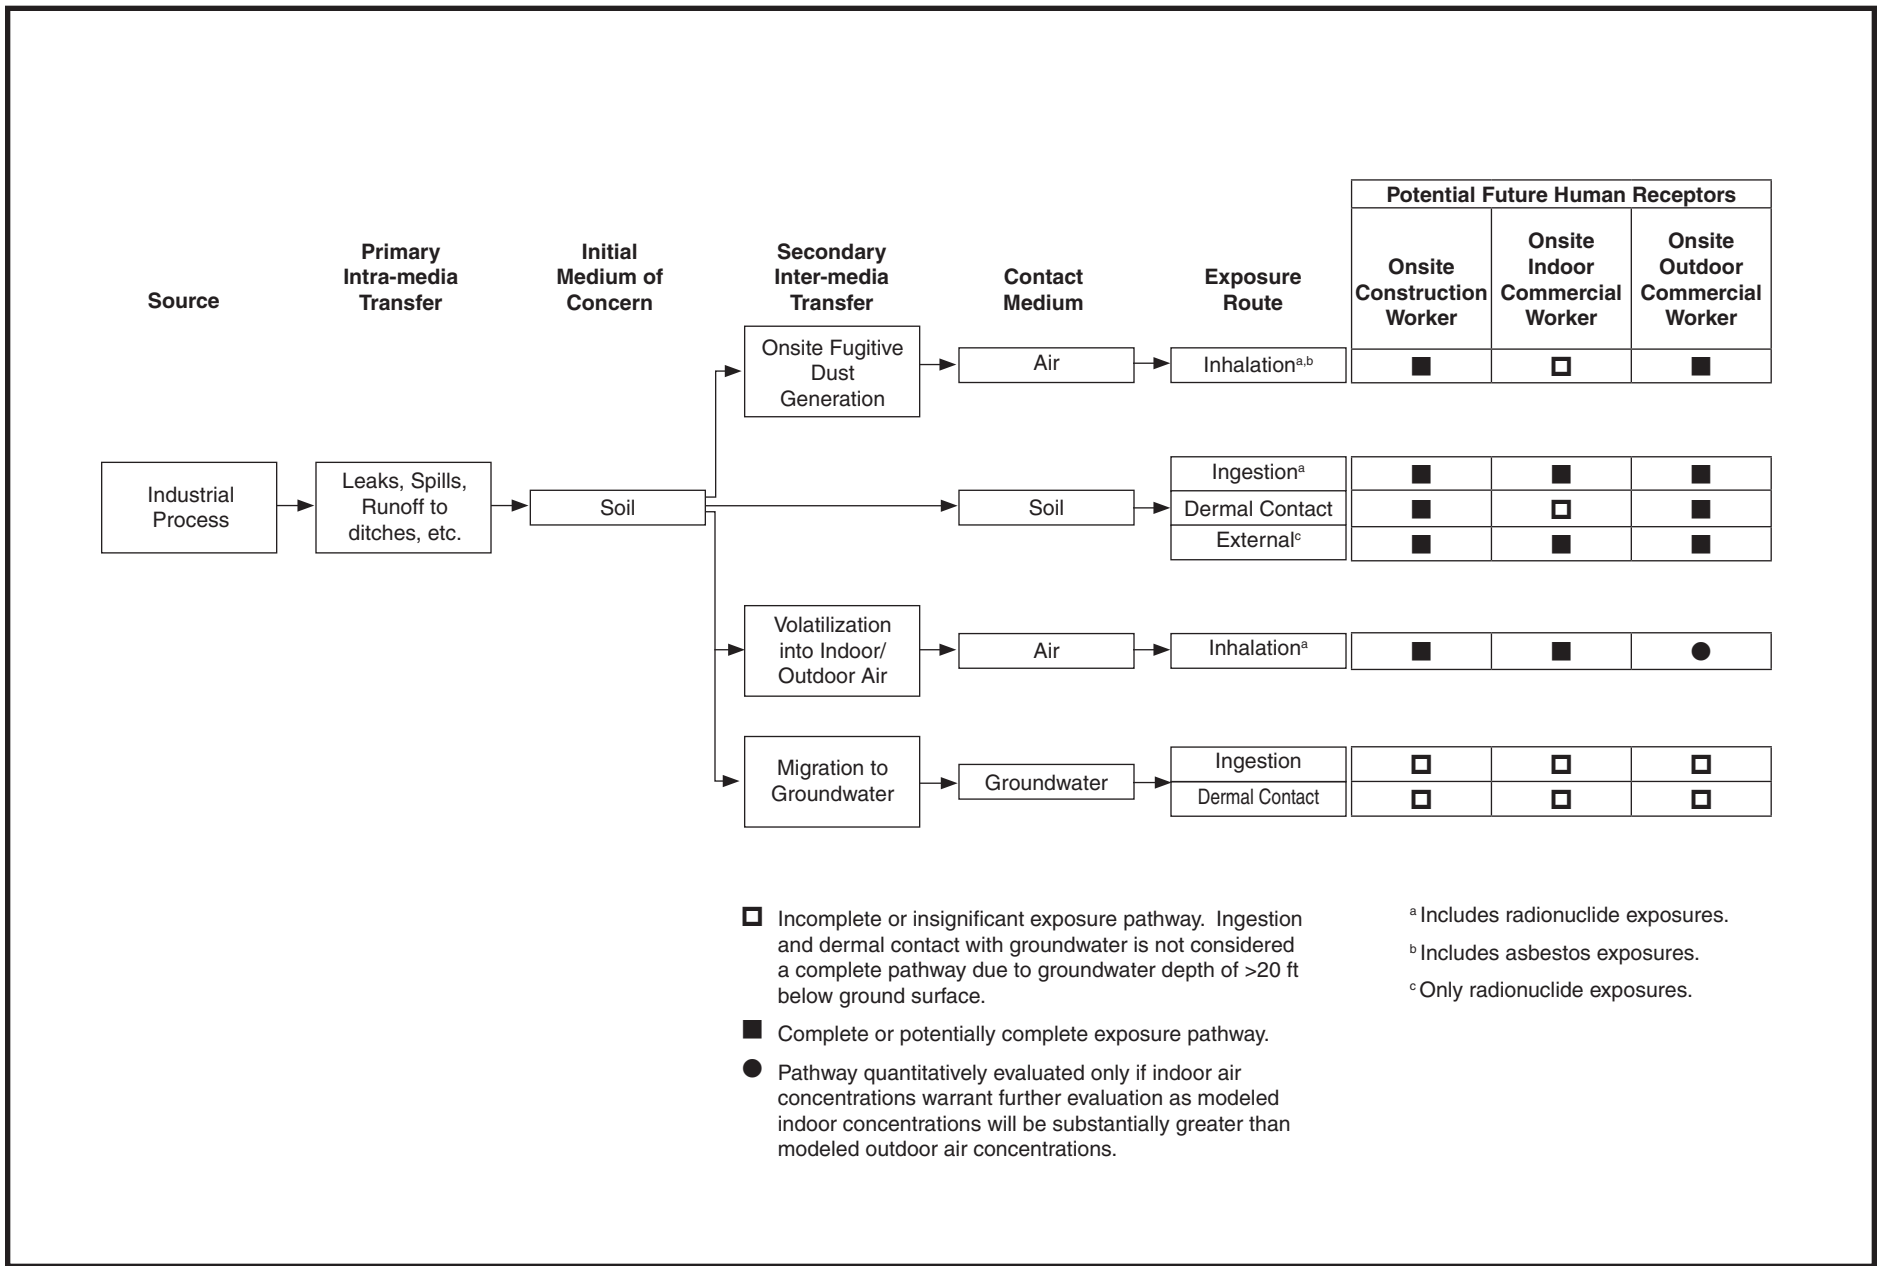 Potential Future Human Receptors
Source
Primary
Intra-media
Transfer
Initial
Medium of
Concern
Secondary
Inter-media
Transfer
Contact
Medium
Exposure
Route
Onsite
Construction
Worker
Onsite
Indoor
Commercial
Worker
Onsite
Outdoor
Commercial
Worker
Onsite Fugitive
Dust
Generation
Air
Inhalationa,b
Industrial
Process
Leaks, Spills,
Runoff to
ditches, etc.
Soil
Soil
Ingestiona
Dermal Contact
Externalc
Volatilization
into Indoor/
Outdoor Air
Air
Inhalationa
Migration to
Groundwater
Groundwater
Ingestion
Dermal Contact
Incomplete or insignificant exposure pathway. Ingestion
and dermal contact with groundwater is not considered
a complete pathway due to groundwater depth of >20 ft
below ground surface.
Complete or potentially complete exposure pathway.
Pathway quantitatively evaluated only if indoor air
concentrations warrant further evaluation as modeled
indoor concentrations will be substantially greater than
modeled outdoor air concentrations.
a Includes radionuclide exposures.
b Includes asbestos exposures.
c Only radionuclide exposures.